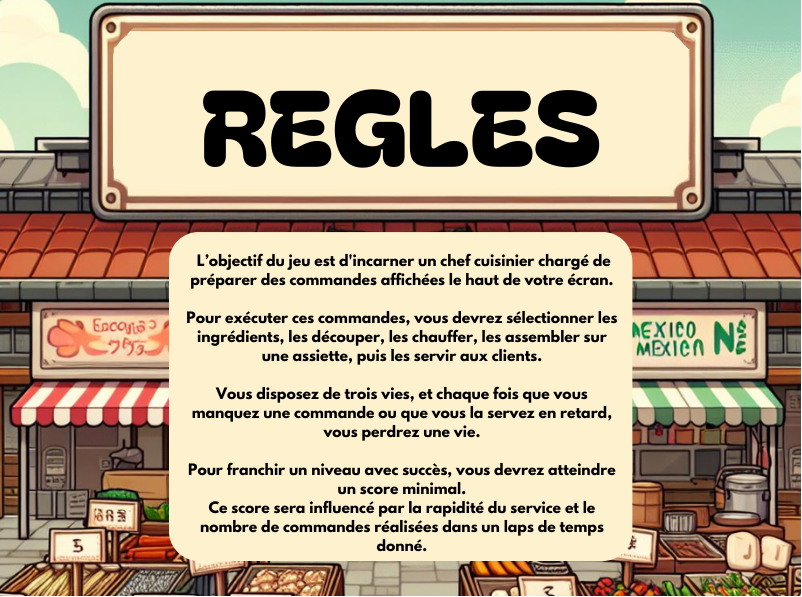 REGLES
L'objectif du jeu est d'incarner un chef cuisinier chargé de
préparer des commandes affichées le haut de votre écran.
Pour exécuter ces commandes, vous devrez sélectionner les
ingrédients, les découper, les chauffer, les assembler sur
une assiette, puis les servir aux clients.
Vous disposez de trois vies, et chaque fois que vous
manquez une commande ou que vous la servez en retard,
vous perdrez une vie.
Pour franchir un niveau avec succès, vous devrez atteindre
un score minimal.
Ce score sera influencé par la rapidité du service et le
nombre de commandes réalisées dans un laps de temps
donné.
MEXICO
MEXICO
5